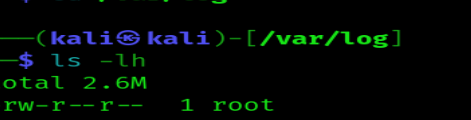 ──(kali㉿kali)-[/var/log]
─$ ls -lh
otal 2.6M
rw-r--r-- 1 root